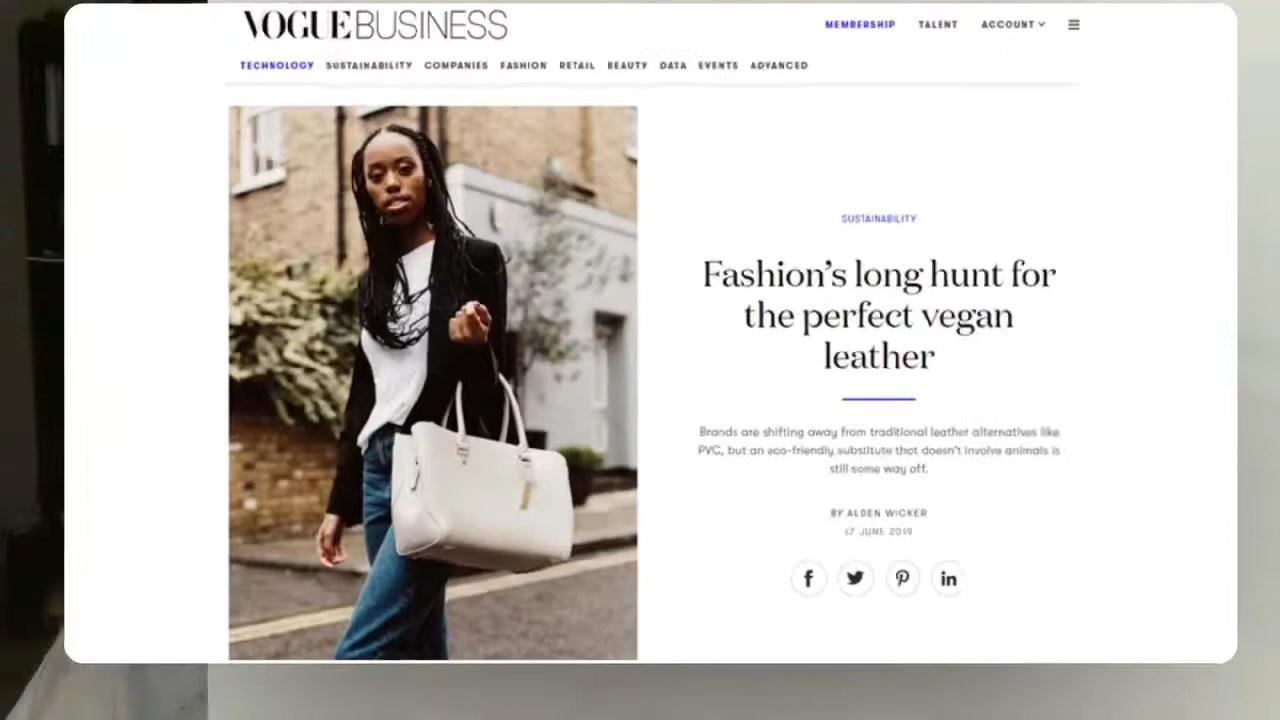 VOGUE BUSINESS
MEMBERSHIP TALENT ACCOUNT
TECHNOLOGY SUSTAINABILITY COMPANIES FASHION RETAIL BEAUTY DATA EVENTS ADVANCED
SUSTAINABILITY
Fashion's long hunt for
the perfect vegan
leather
Brands are shifting away from traditional leather alternatives like
PVC, but an eco-friendly substitute that doesn't involve animals is
still some way off.
BY ALDEN WICKER
17 JUNE 2019